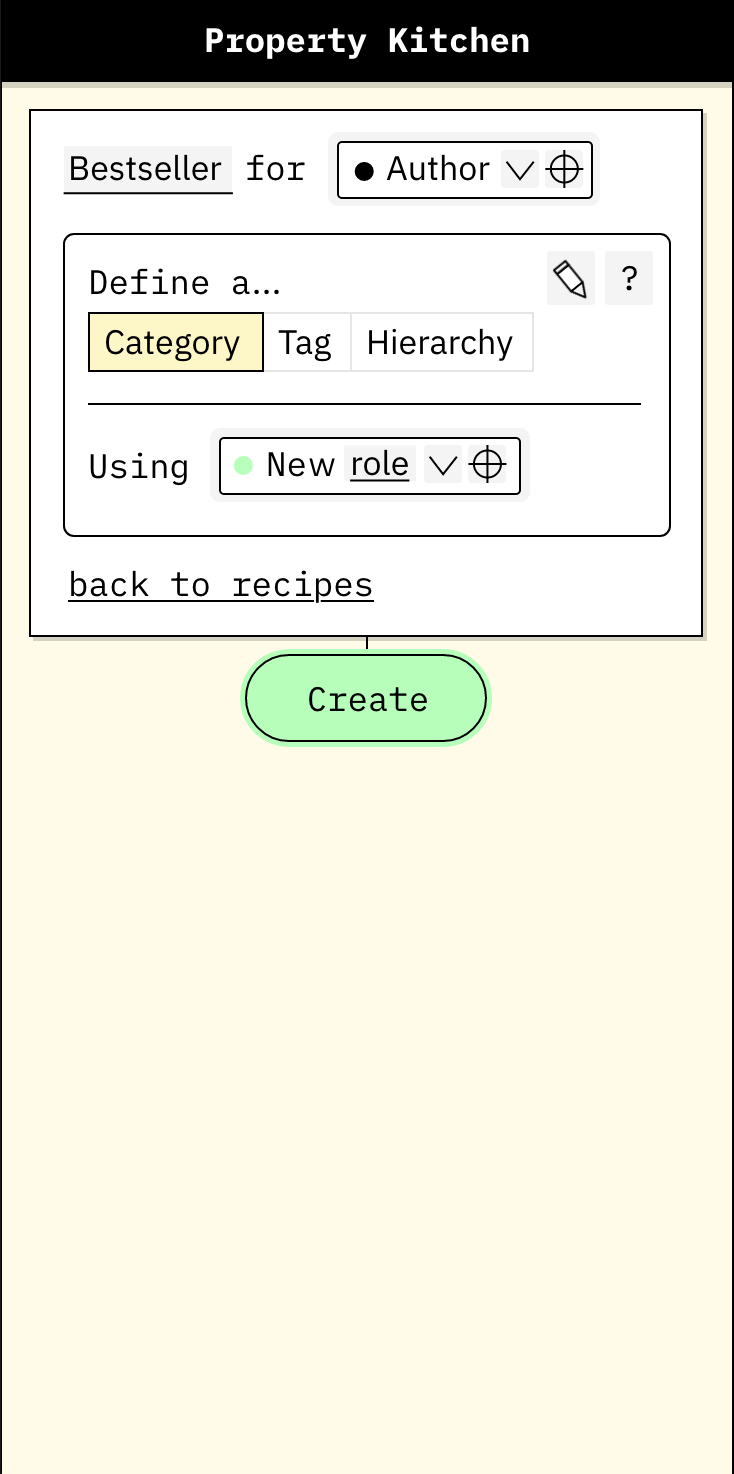 Property Kitchen
Bestseller for Author
Define a...
?
Category Tag Hierarchy
Using New role
back to recipes
Create